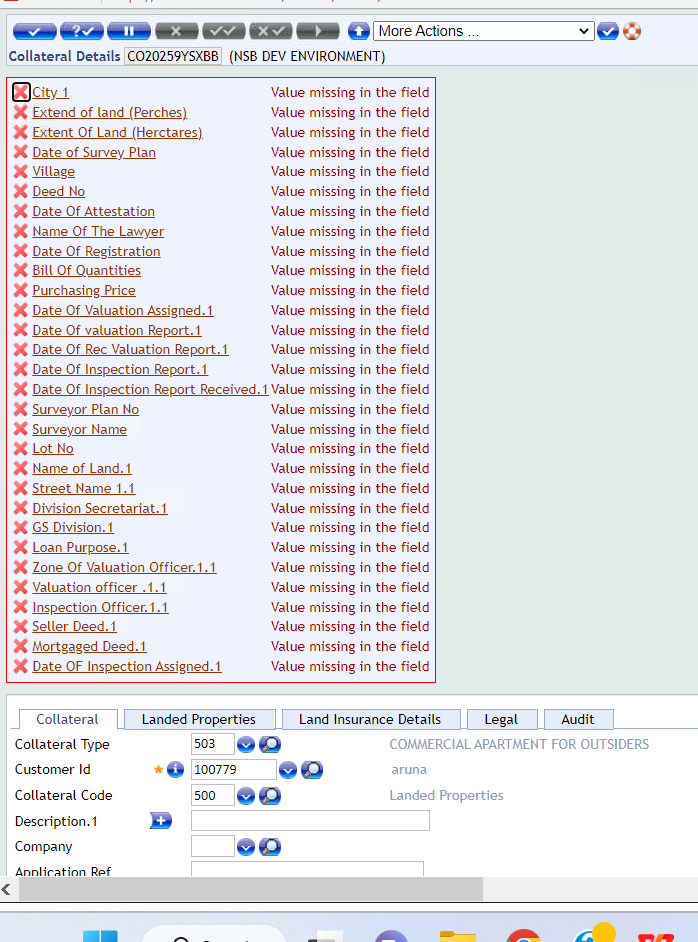 More Actions ...
Collateral Details CO20259YSXBB (NSB DEV ENVIRONMENT)
City 1 Value missing in the field
Extend of land (Perches) Value missing in the field
Extent Of Land (Herctares) Value missing in the field
Date of Survey Plan Value missing in the field
Village Value missing in the field
Deed No Value missing in the field
Date Of Attestation Value missing in the field
Name Of The Lawyer Value missing in the field
Date Of Registration Value missing in the field
Bill Of Quantities Value missing in the field
Purchasing Price Value missing in the field
Date Of Valuation Assigned.1 Value missing in the field
Date Of valuation Report.1 Value missing in the field
Date Of Rec Valuation Report.1 Value missing in the field
Date Of Inspection Report.1 Value missing in the field
Date Of Inspection Report Received.1 Value missing in the field
Surveyor Plan No Value missing in the field
Surveyor Name Value missing in the field
Lot No Value missing in the field
Name of Land.1 Value missing in the field
Street Name 1.1 Value missing in the field
Division Secretariat.1 Value missing in the field
GS Division.1 Value missing in the field
Loan Purpose.1 Value missing in the field
Zone Of Valuation Officer.1.1 Value missing in the field
Valuation officer .1.1 Value missing in the field
Inspection Officer.1.1 Value missing in the field
Seller Deed.1 Value missing in the field
Mortgaged Deed.1 Value missing in the field
Date OF Inspection Assigned.1 Value missing in the field
Collateral Landed Properties Land Insurance Details Legal Audit
Collateral Type 503 COMMERCIAL APARTMENT FOR OUTSIDERS
Customer Id 100779 aruna
Collateral Code 500 Landed Properties
Description.1
Company
Application Ref